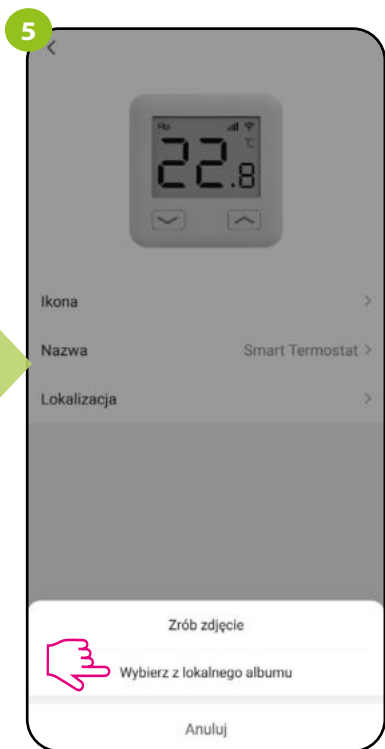 5
22.8
°C
Ikona
Nazwa Smart Termostat
Lokalizacja
Zrób zdjęcie
Wybierz z lokalnego albumu
Anuluj